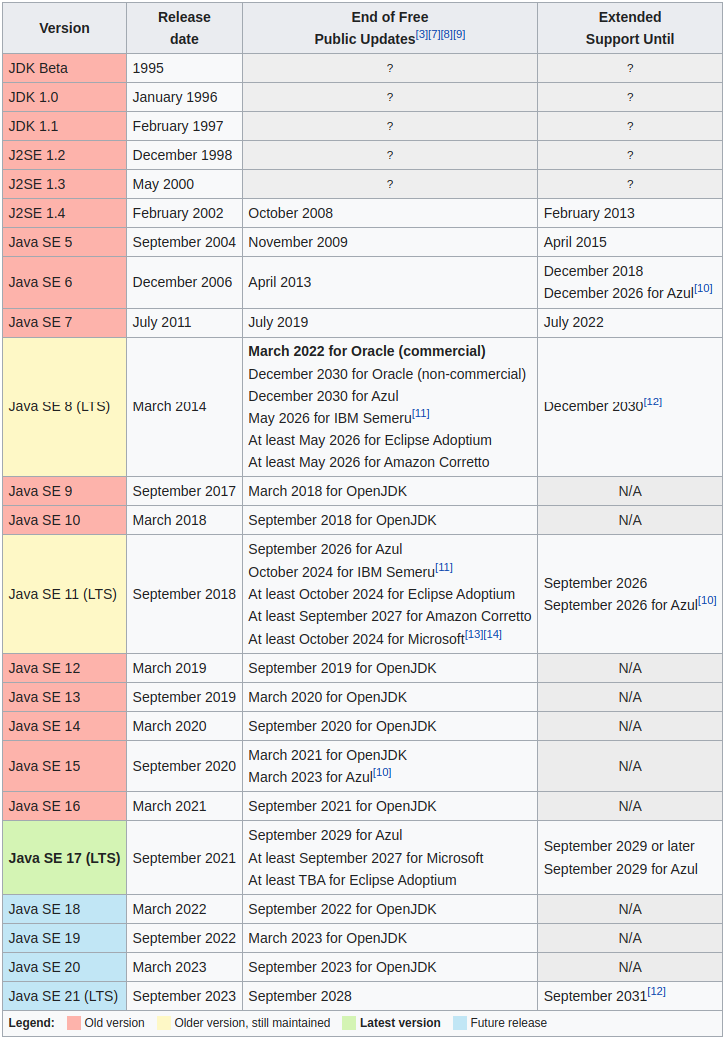 Version
Release
date
End of Free
Public Updates[3][7][8][9]
Extended
Support Until
JDK Beta 1995 ? ?
JDK 1.0 January 1996 ? ?
JDK 1.1 February 1997 ? ?
J2SE 1.2 December 1998 ? ?
J2SE 1.3 May 2000 ? ?
J2SE 1.4 February 2002 October 2008 February 2013
Java SE 5 September 2004 November 2009 April 2015
Java SE 6 December 2006 April 2013
December 2018
December 2026 for Azul[10]
Java SE 7 July 2011 July 2019 July 2022
Java SE 8 (LTS) March 2014
March 2022 for Oracle (commercial)
December 2030 for Oracle (non-commercial)
December 2030 for Azul
May 2026 for IBM Semeru[11]
At least May 2026 for Eclipse Adoptium
At least May 2026 for Amazon Corretto
December 2030[12]
Java SE 9 September 2017 March 2018 for OpenJDK N/A
Java SE 10 March 2018 September 2018 for OpenJDK N/A
Java SE 11 (LTS) September 2018
September 2026 for Azul
October 2024 for IBM Semeru[11]
At least October 2024 for Eclipse Adoptium
At least September 2027 for Amazon Corretto
At least October 2024 for Microsoft[13][14]
September 2026
September 2026 for Azul[10]
Java SE 12 March 2019 September 2019 for OpenJDK N/A
Java SE 13 September 2019 March 2020 for OpenJDK N/A
Java SE 14 March 2020 September 2020 for OpenJDK N/A
Java SE 15 September 2020
March 2021 for OpenJDK
March 2023 for Azul[10]
N/A
Java SE 16 March 2021 September 2021 for OpenJDK N/A
Java SE 17 (LTS) September 2021
September 2029 for Azul
At least September 2027 for Microsoft
At least TBA for Eclipse Adoptium
September 2029 or later
September 2029 for Azul
Java SE 18 March 2022 September 2022 for OpenJDK N/A
Java SE 19 September 2022 March 2023 for OpenJDK N/A
Java SE 20 March 2023 September 2023 for OpenJDK N/A
Java SE 21 (LTS) September 2023 September 2028 September 2031[12]
Legend: Old version Older version, still maintained Latest version Future release